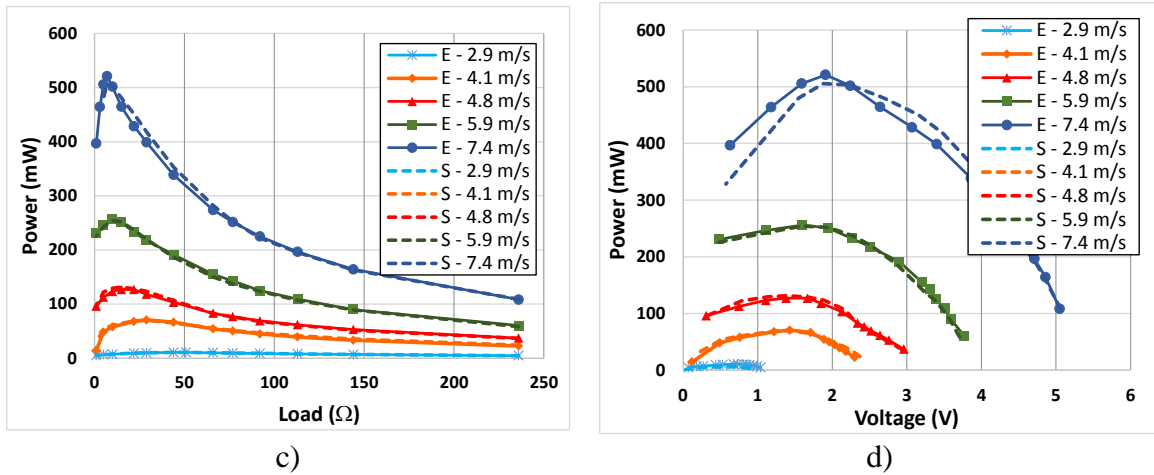 600
500
400
300
200
100
0
Power (mW)
0
50
100
150
200
250
Load (Ω)
E - 2.9 m/s
E - 4.1 m/s
E - 4.8 m/s
E - 5.9 m/s
E - 7.4 m/s
S - 2.9 m/s
S - 4.1 m/s
S - 4.8 m/s
S - 5.9 m/s
S - 7.4 m/s
c)
600
500
400
300
200
100
0
Power (mW)
0
1
2
3
4
5
6
Voltage (V)
E - 2.9 m/s
E - 4.1 m/s
E - 4.8 m/s
E - 5.9 m/s
E - 7.4 m/s
S - 2.9 m/s
S - 4.1 m/s
S - 4.8 m/s
S - 5.9 m/s
S - 7.4 m/s
d)